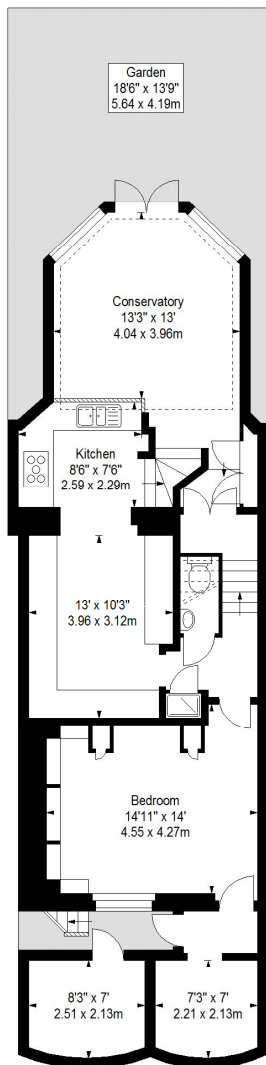 Garden
18'6" x 13'9"
5.64 x 4.19m
Conservatory
13'3" x 13'
4.04 x 3.96m
Kitchen
8'6" x 7'6"
2.59 x 2.29m
13' x 10'3"
3.96 x 3.12m
Bedroom
14'11" x 14'
4.55 x 4.27m
8'3" x 7'
2.51 x 2.13m
7'3" x 7'
2.21 x 2.13m